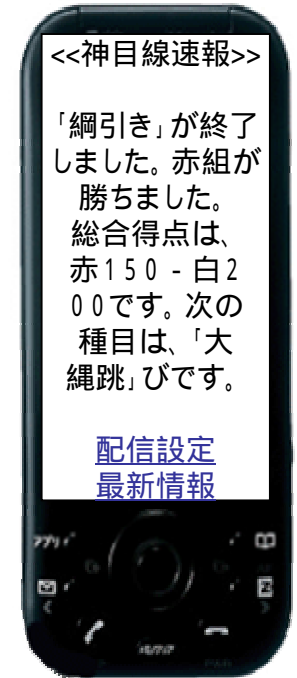 <<神目線速報>>
「綱引き」が終了
しました。赤組が
勝ちました。
総合得点は、
赤150 - 白2
00です。次の
種目は、「大
縄跳」びです。
配信設定
最新情報
アプリ